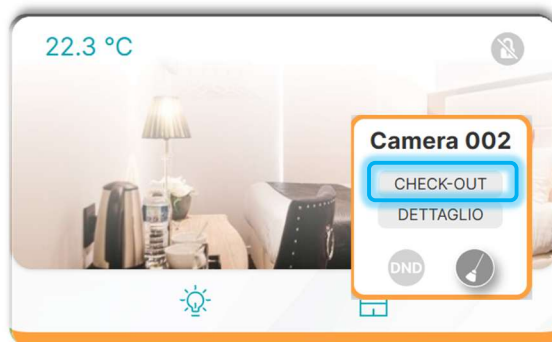 22.3 °C
Camera 002
CHECK-OUT
DETTAGLIO
DND